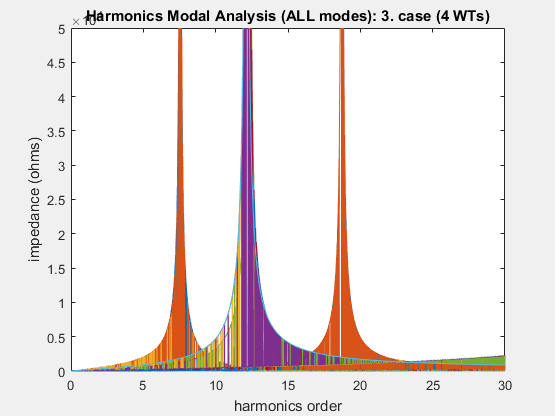 Harmonics Modal Analysis (ALL modes): 3. case (4 WTs)
5
4.5
4
3.5
3
2.5
2
1.5
1
0.5
0
impedance (ohms)
0 5 10 15 20 25 30
harmonics order